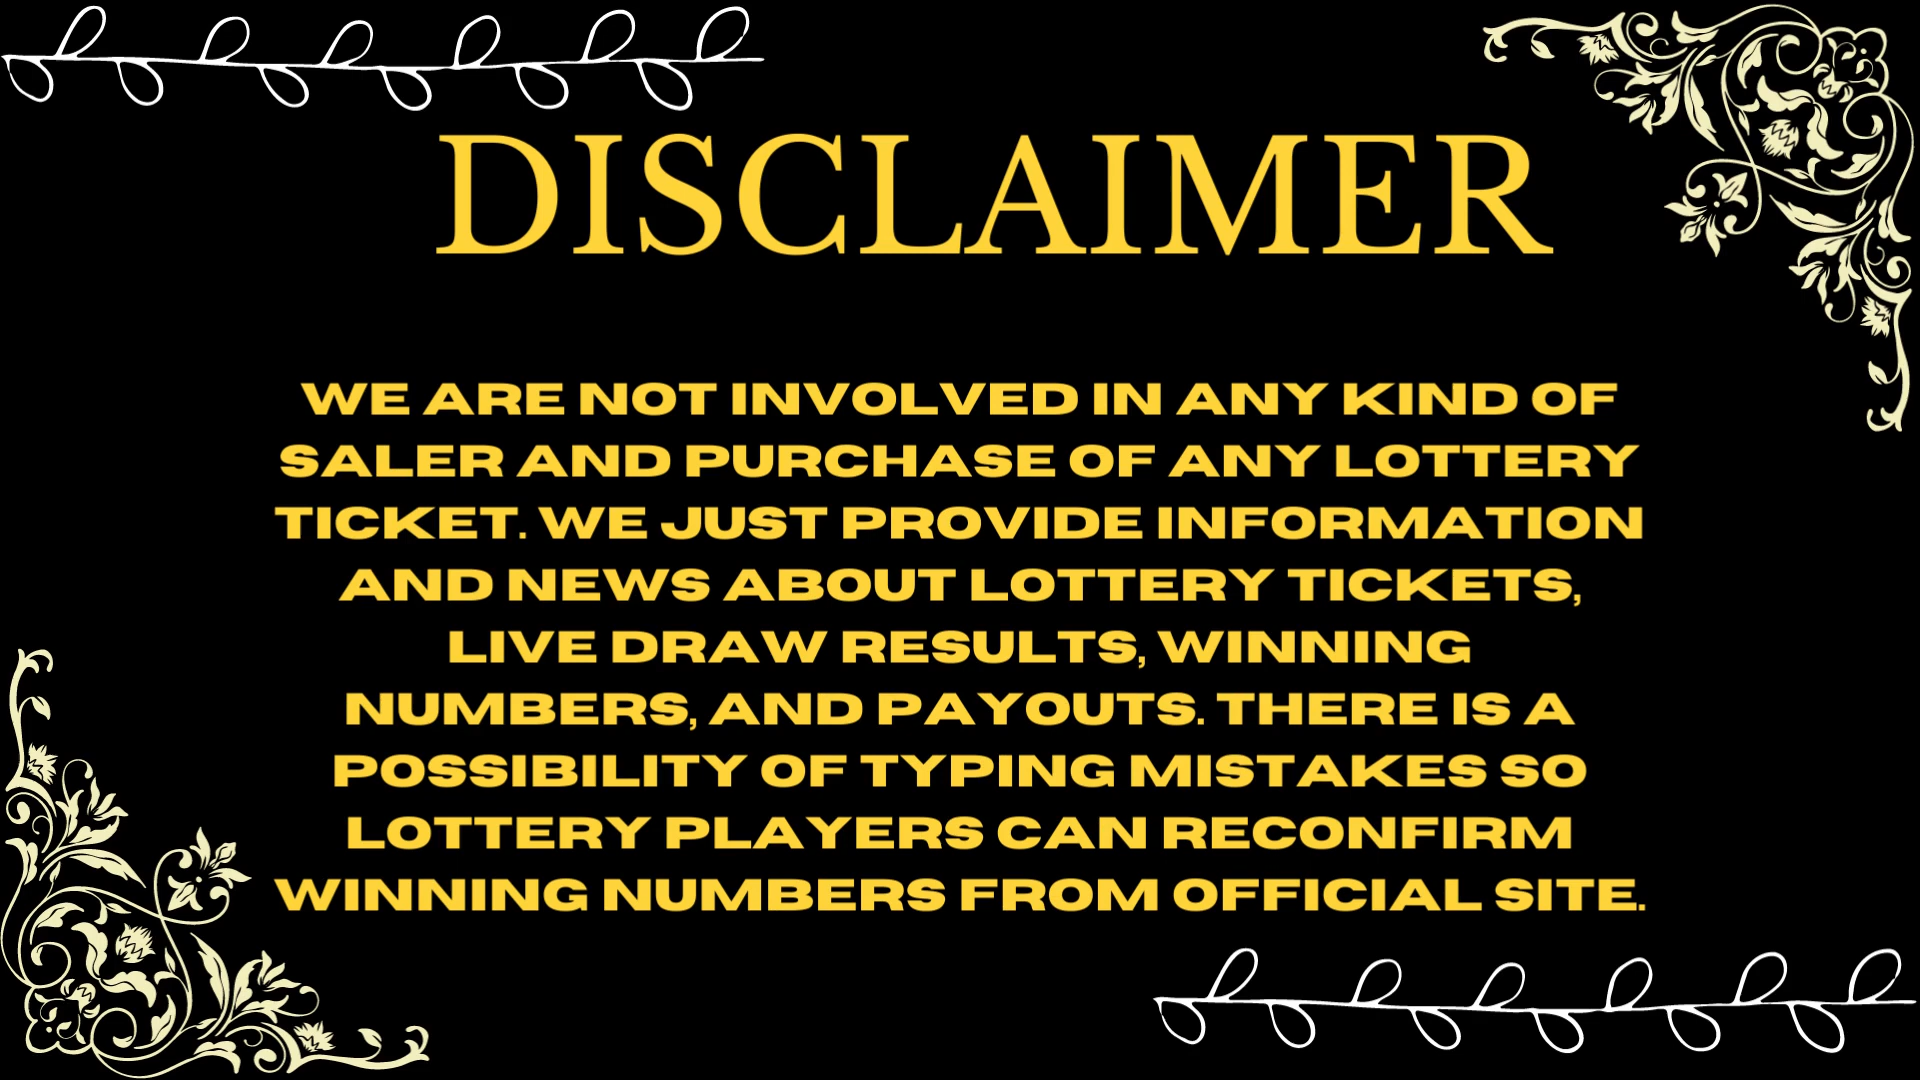 DISCLAIMER
WE ARE NOT INVOLVED IN ANY KIND OF
SALER AND PURCHASE OF ANY LOTTERY
TICKET. WE JUST PROVIDE INFORMATION
AND NEWS ABOUT LOTTERY TICKETS,
LIVE DRAW RESULTS, WINNING
NUMBERS, AND PAYOUTS. THERE IS A
POSSIBILITY OF TYPING MISTAKES SO
LOTTERY PLAYERS CAN RECONFIRM
WINNING NUMBERS FROM OFFICIAL SITE.